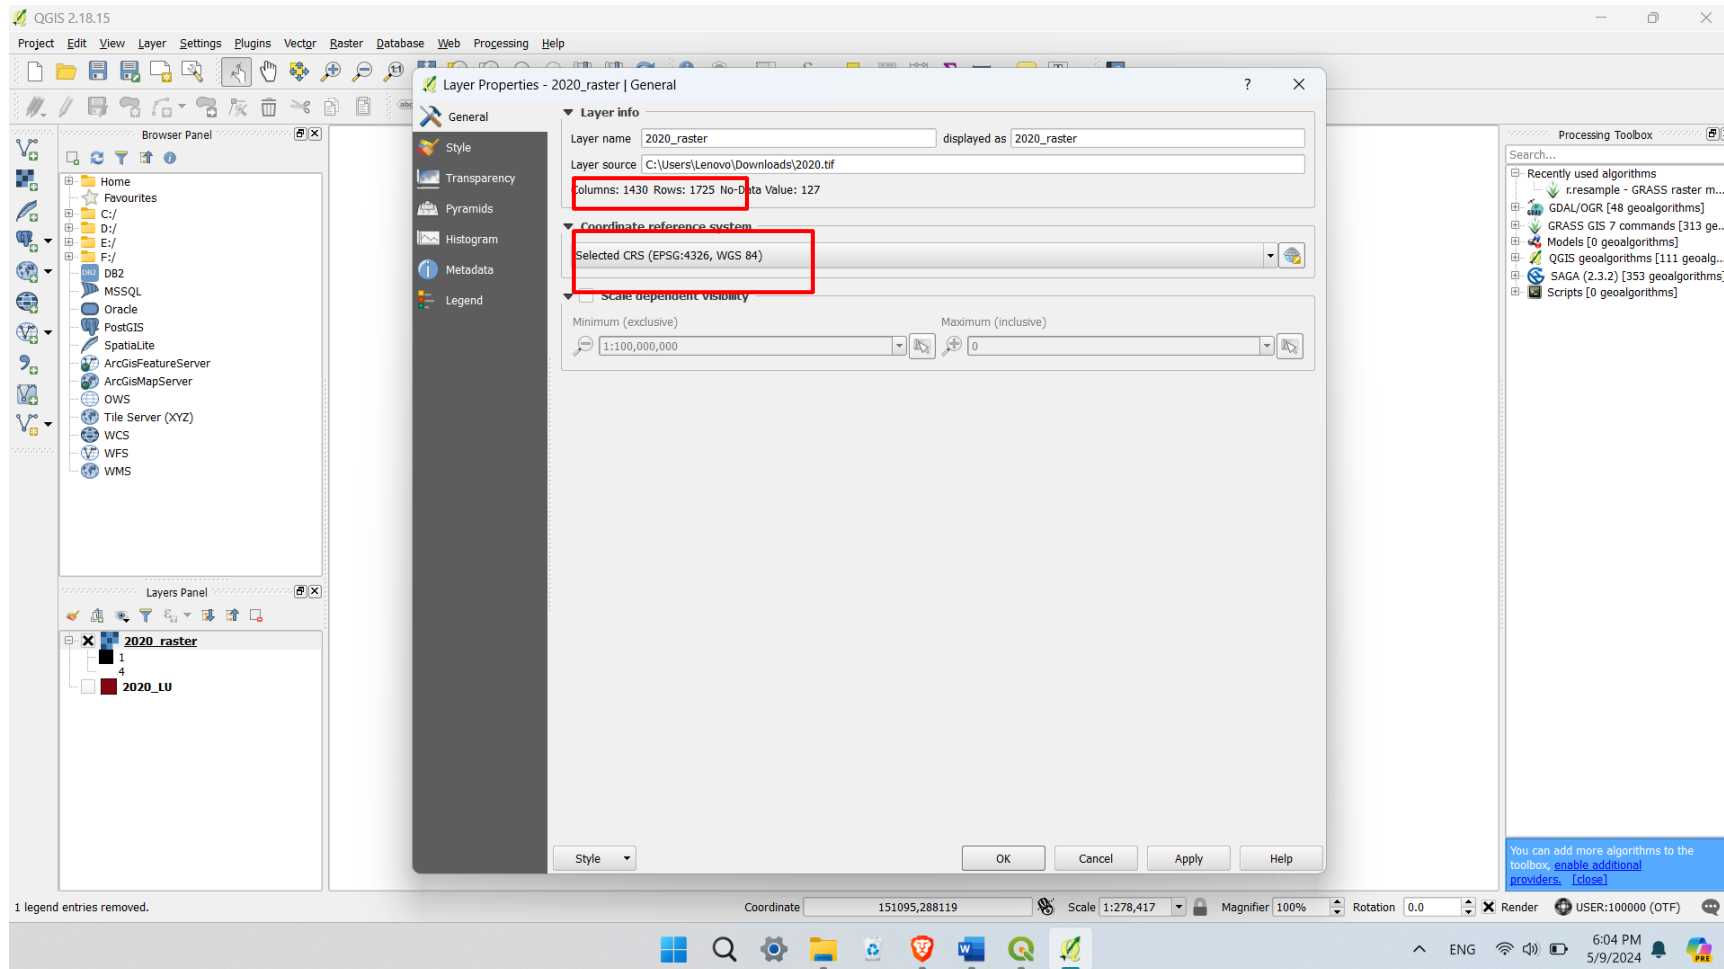 QGIS 2.18.15
Project Edit View Layer Settings Plugins Vector Raster Database Web Processing Help
Layer Properties - 2020_raster | General
General
Style
Transparency
Pyramids
Histogram
Metadata
Legend
Layer info
Layer name 2020_raster displayed as 2020_raster
Layer source C:\Users\Lenovo\Downloads\2020.tif
Columns: 1430 Rows: 1725 No-Data Value: 127
Coordinate reference system
Selected CRS (EPSG:4326, WGS 84)
Scale dependent visibility
Minimum (exclusive) Maximum (inclusive)
1:100,000,000 0
Style OK Cancel Apply Help
Browser Panel
Home
Favourites
C:/
D:/
E:/
F:/
DB2
MSSQL
Oracle
PostGIS
SpatiaLite
ArcGisFeatureServer
ArcGisMapServer
OWS
Tile Server (XYZ)
WCS
WFS
WMS
Layers Panel
2020_raster
1
4
2020_LU
Processing Toolbox
Search...
Recently used algorithms
r.resample - GRASS raster m...
GDAL/OGR [48 geoalgorithms]
GRASS GIS 7 commands [313 ge...
Models [0 geoalgorithms]
QGIS geoalgorithms [111 geoalg...
SAGA (2.3.2) [353 geoalgorithms]
Scripts [0 geoalgorithms]
You can add more algorithms to the
toolbox, enable additional
providers. [close]
1 legend entries removed. Coordinate 151095,288119 Scale 1:278,417 Magnifier 100% Rotation 0.0 Render USER:100000 (OTF)
ENG 6:04 PM
5/9/2024
PRE